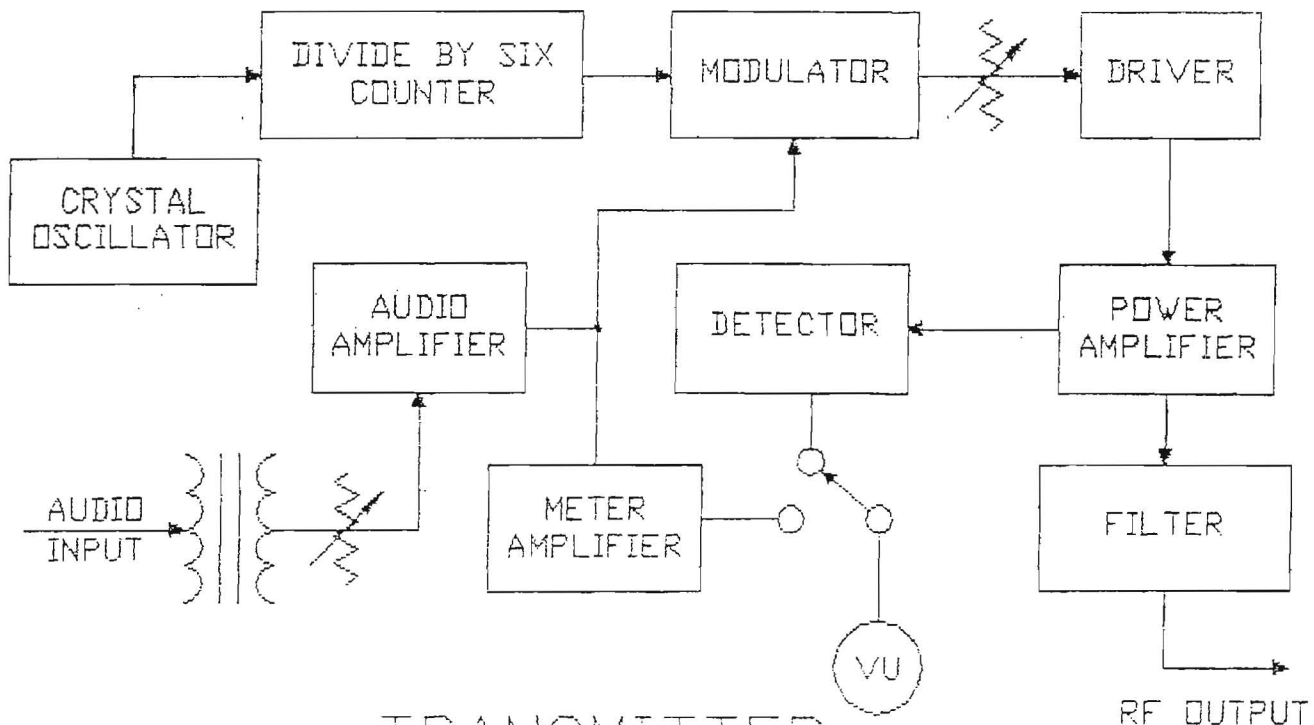 DIVIDE BY SIX
COUNTER
MODULATOR
DRIVER
CRYSTAL
OSCILLATOR
AUDIO
AMPLIFIER
DETECTOR
POWER
AMPLIFIER
AUDIO
INPUT
METER
AMPLIFIER
FILTER
VU
RF OUTPUT
TRANSMITTER